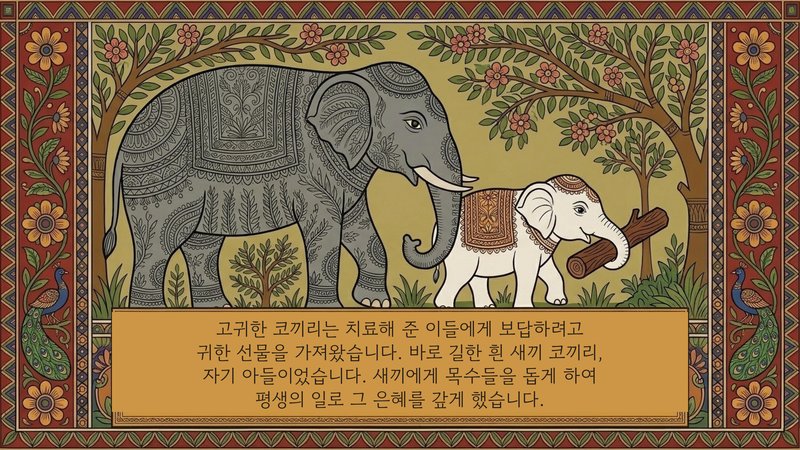 고귀한 코끼리는 치료해 준 이들에게 보답하려고
귀한 선물을 가져왔습니다. 바로 길한 흰 새끼 코끼리,
자기 아들이었습니다. 새끼에게 목수들을 돕게 하여
평생의 일로 그 은혜를 갚게 했습니다.